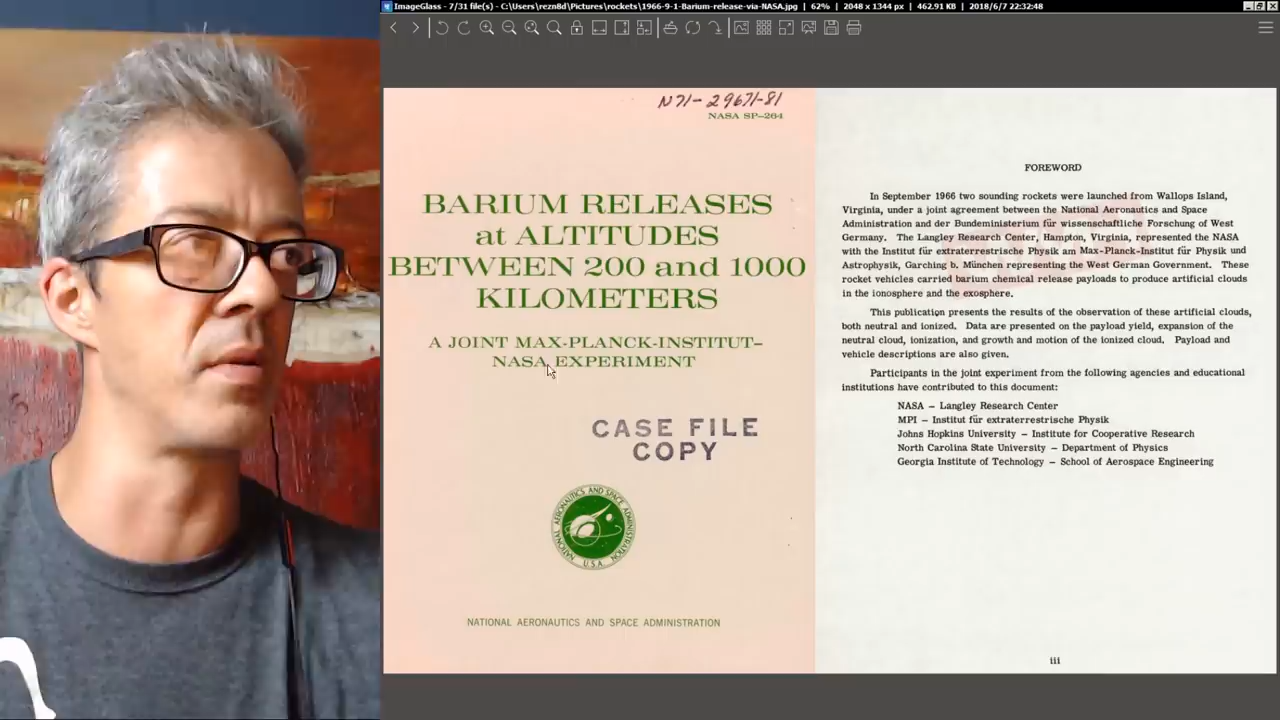 ImageGlass - 7/31 file(s) - C:\Users\rezn8d\Pictures\rockets\1966-9-1-Barium-release-via-NASA.jpg | 62% | 2048 x 1344 px | 462.91 KB | 2018/6/7 22:32:48
N71-29671-81
NASA SP-264
BARIUM RELEASES
at ALTITUDES
BETWEEN 200 and 1000
KILOMETERS
A JOINT MAX-PLANCK-INSTITUT-
NASA EXPERIMENT
CASE FILE
COPY
NATIONAL AERONAUTICS AND SPACE ADMINISTRATION
U.S.A.
NATIONAL AERONAUTICS AND SPACE ADMINISTRATION
FOREWORD
In September 1966 two sounding rockets were launched from Wallops Island,
Virginia, under a joint agreement between the National Aeronautics and Space
Administration and der Bundeministerium für wissenschaftliche Forschung of West
Germany. The Langley Research Center, Hampton, Virginia, represented the NASA
with the Institut für extraterrestrische Physik am Max-Planck-Institut für Physik und
Astrophysik, Garching b. München representing the West German Government. These
rocket vehicles carried barium chemical release payloads to produce artificial clouds
in the ionosphere and the exosphere.
This publication presents the results of the observation of these artificial clouds,
both neutral and ionized. Data are presented on the payload yield, expansion of the
neutral cloud, ionization, and growth and motion of the ionized cloud. Payload and
vehicle descriptions are also given.
Participants in the joint experiment from the following agencies and educational
institutions have contributed to this document:
NASA – Langley Research Center
MPI – Institut für extraterrestrische Physik
Johns Hopkins University – Institute for Cooperative Research
North Carolina State University – Department of Physics
Georgia Institute of Technology – School of Aerospace Engineering
iii